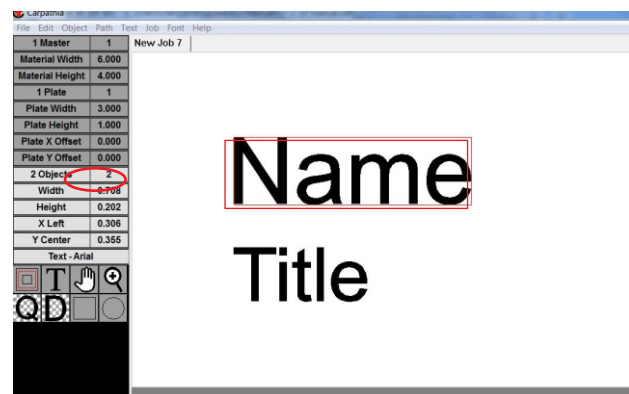 Carpathia
File Edit Object Path Text Job Font Help
1 Master 1 New Job 7
Material Width 6.000
Material Height 4.000
1 Plate 1
Plate Width 3.000
Plate Height 1.000
Plate X Offset 0.000
Plate Y Offset 0.000
2 Objects 2
Width 0.708
Height 0.202
X Left 0.306
Y Center 0.355
Text - Arial
T
Q D
Name
Title